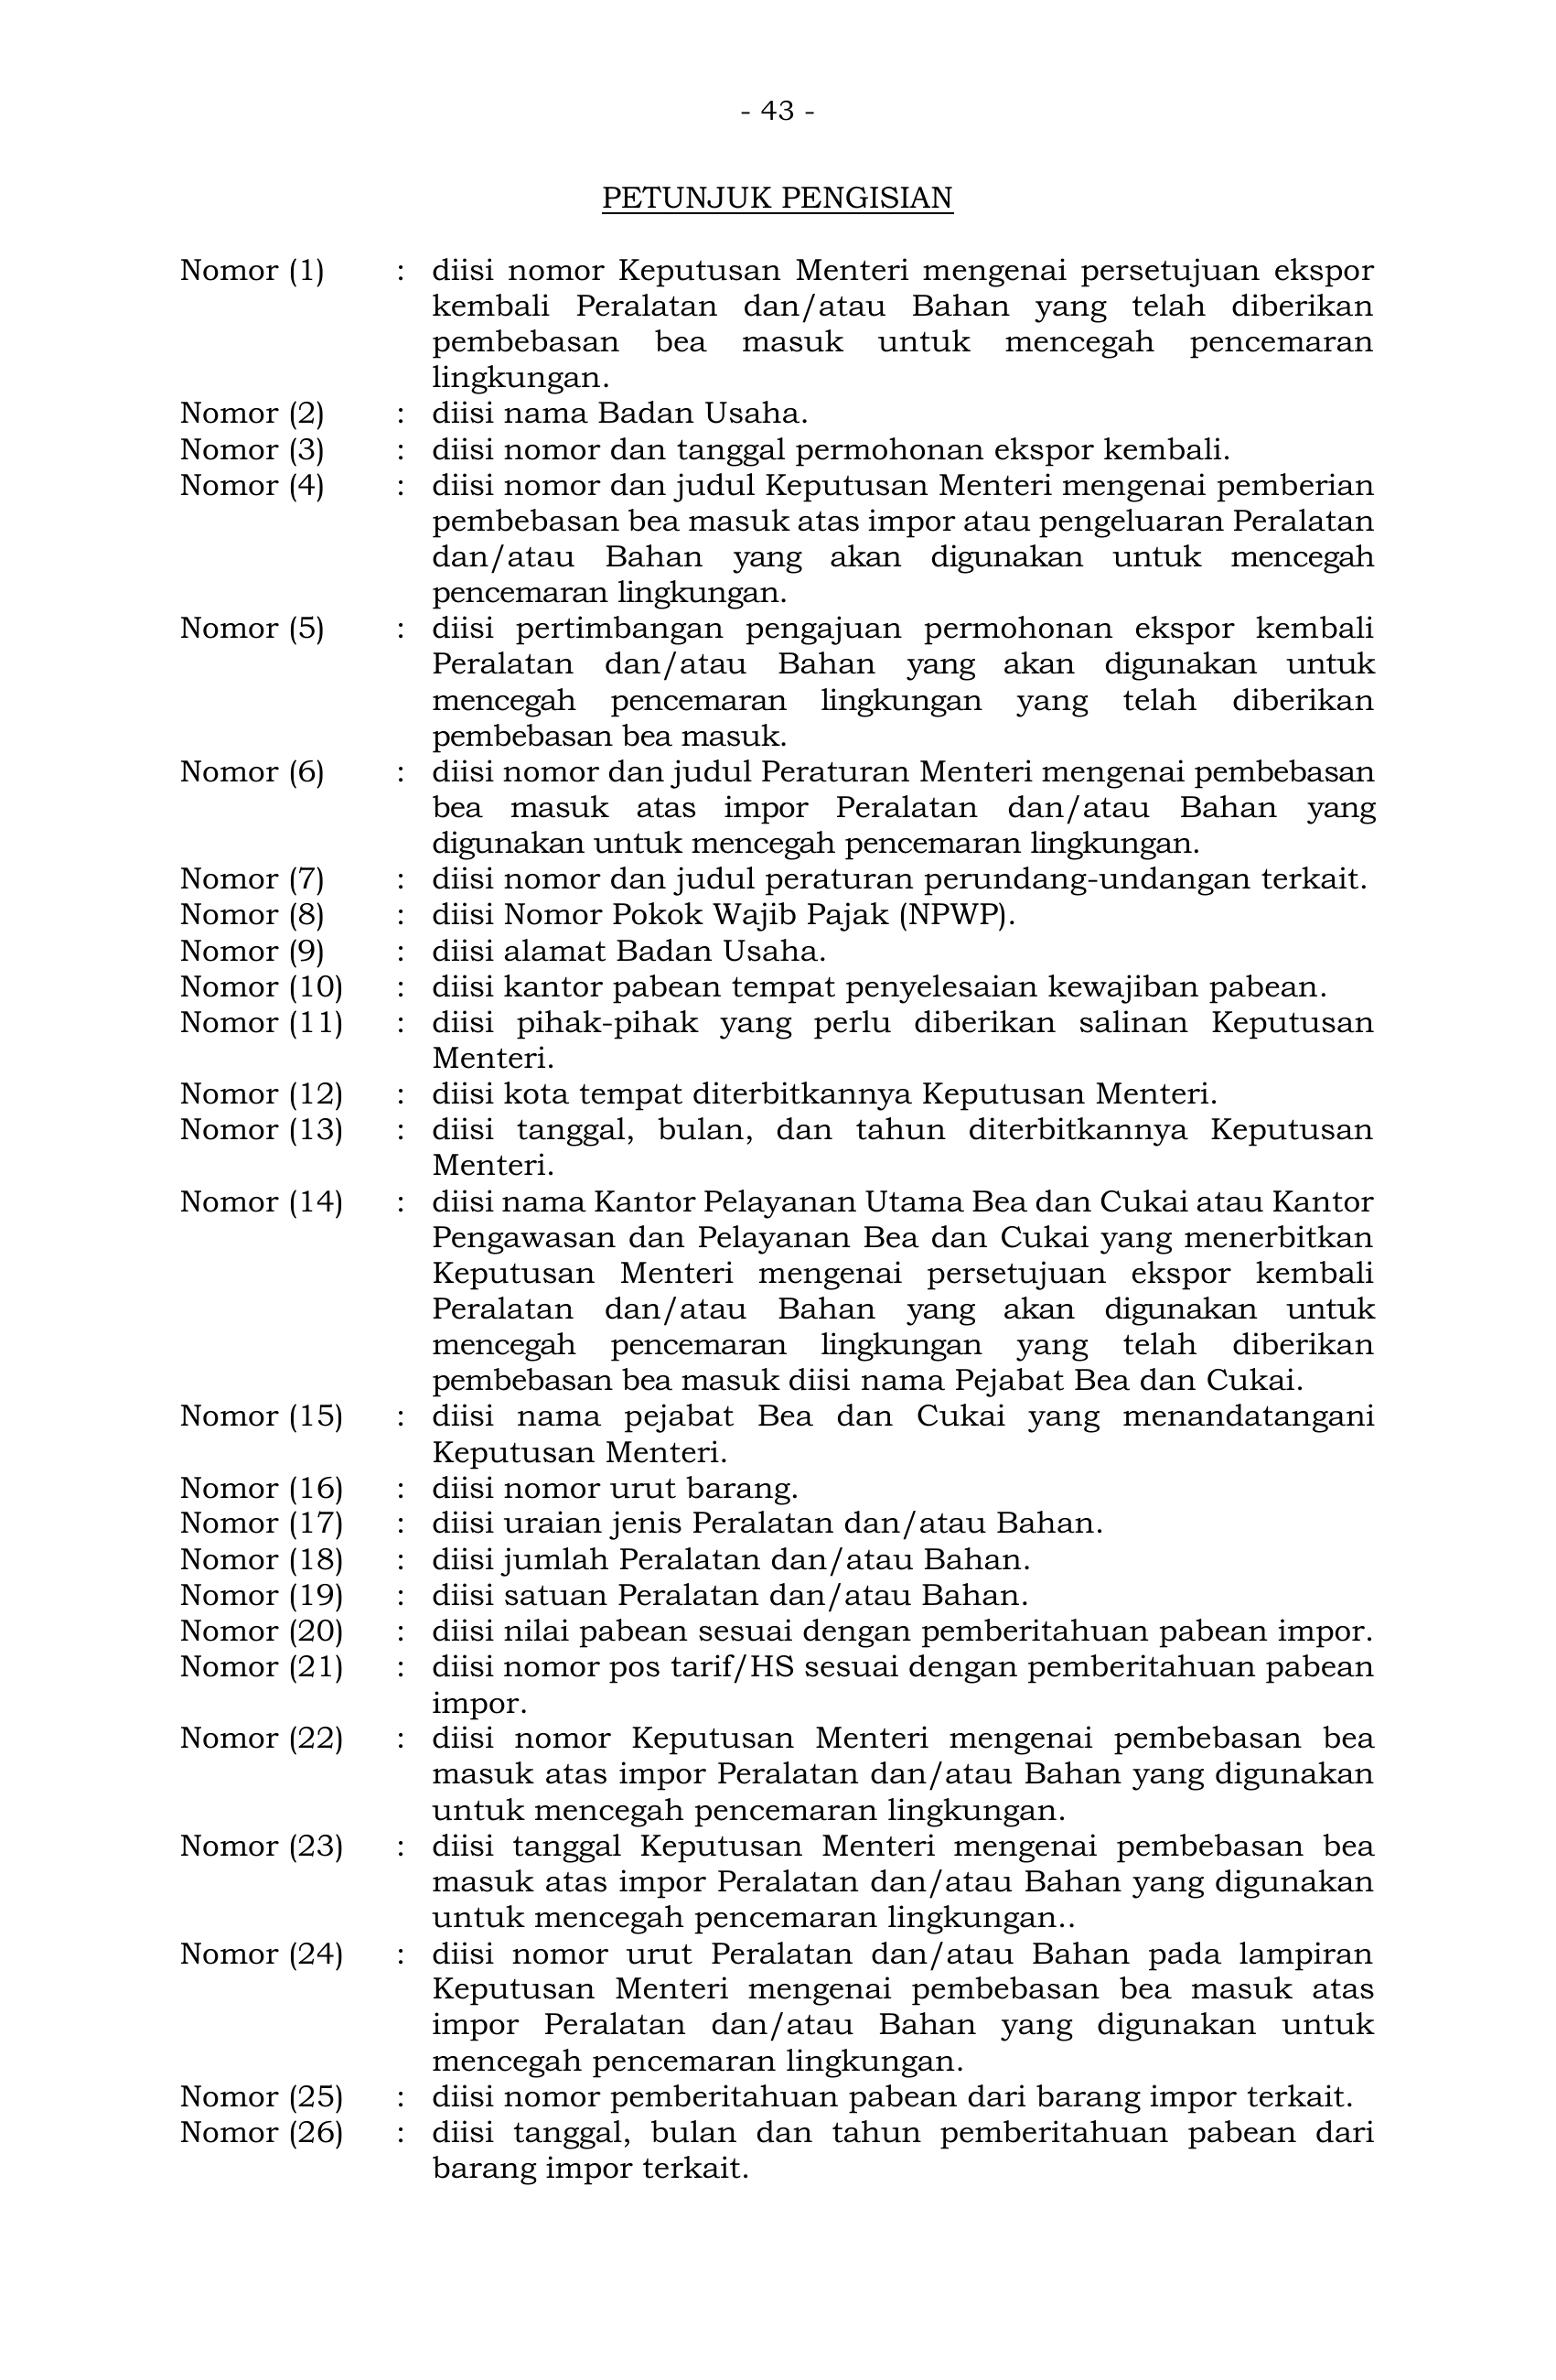 - 43 -
PETUNJUK PENGISIAN
Nomor (1) : diisi nomor Keputusan Menteri mengenai persetujuan ekspor
kembali Peralatan dan/atau Bahan yang telah diberikan
pembebasan bea masuk untuk mencegah pencemaran
lingkungan.
Nomor (2) : diisi nama Badan Usaha.
Nomor (3) : diisi nomor dan tanggal permohonan ekspor kembali.
Nomor (4) : diisi nomor dan judul Keputusan Menteri mengenai pemberian
pembebasan bea masuk atas impor atau pengeluaran Peralatan
dan/atau Bahan yang akan digunakan untuk mencegah
pencemaran lingkungan.
Nomor (5) : diisi pertimbangan pengajuan permohonan ekspor kembali
Peralatan dan/atau Bahan yang akan digunakan untuk
mencegah pencemaran lingkungan yang telah diberikan
pembebasan bea masuk.
Nomor (6) : diisi nomor dan judul Peraturan Menteri mengenai pembebasan
bea masuk atas impor Peralatan dan/atau Bahan yang
digunakan untuk mencegah pencemaran lingkungan.
Nomor (7) : diisi nomor dan judul peraturan perundang-undangan terkait.
Nomor (8) : diisi Nomor Pokok Wajib Pajak (NPWP).
Nomor (9) : diisi alamat Badan Usaha.
Nomor (10) : diisi kantor pabean tempat penyelesaian kewajiban pabean.
Nomor (11) : diisi pihak-pihak yang perlu diberikan salinan Keputusan
Menteri.
Nomor (12) : diisi kota tempat diterbitkannya Keputusan Menteri.
Nomor (13) : diisi tanggal, bulan, dan tahun diterbitkannya Keputusan
Menteri.
Nomor (14) : diisi nama Kantor Pelayanan Utama Bea dan Cukai atau Kantor
Pengawasan dan Pelayanan Bea dan Cukai yang menerbitkan
Keputusan Menteri mengenai persetujuan ekspor kembali
Peralatan dan/atau Bahan yang akan digunakan untuk
mencegah pencemaran lingkungan yang telah diberikan
pembebasan bea masuk diisi nama Pejabat Bea dan Cukai.
Nomor (15) : diisi nama pejabat Bea dan Cukai yang menandatangani
Keputusan Menteri.
Nomor (16) : diisi nomor urut barang.
Nomor (17) : diisi uraian jenis Peralatan dan/atau Bahan.
Nomor (18) : diisi jumlah Peralatan dan/atau Bahan.
Nomor (19) : diisi satuan Peralatan dan/atau Bahan.
Nomor (20) : diisi nilai pabean sesuai dengan pemberitahuan pabean impor.
Nomor (21) : diisi nomor pos tarif/HS sesuai dengan pemberitahuan pabean
impor.
Nomor (22) : diisi nomor Keputusan Menteri mengenai pembebasan bea
masuk atas impor Peralatan dan/atau Bahan yang digunakan
untuk mencegah pencemaran lingkungan.
Nomor (23) : diisi tanggal Keputusan Menteri mengenai pembebasan bea
masuk atas impor Peralatan dan/atau Bahan yang digunakan
untuk mencegah pencemaran lingkungan..
Nomor (24) : diisi nomor urut Peralatan dan/atau Bahan pada lampiran
Keputusan Menteri mengenai pembebasan bea masuk atas
impor Peralatan dan/atau Bahan yang digunakan untuk
mencegah pencemaran lingkungan.
Nomor (25) : diisi nomor pemberitahuan pabean dari barang impor terkait.
Nomor (26) : diisi tanggal, bulan dan tahun pemberitahuan pabean dari
barang impor terkait.